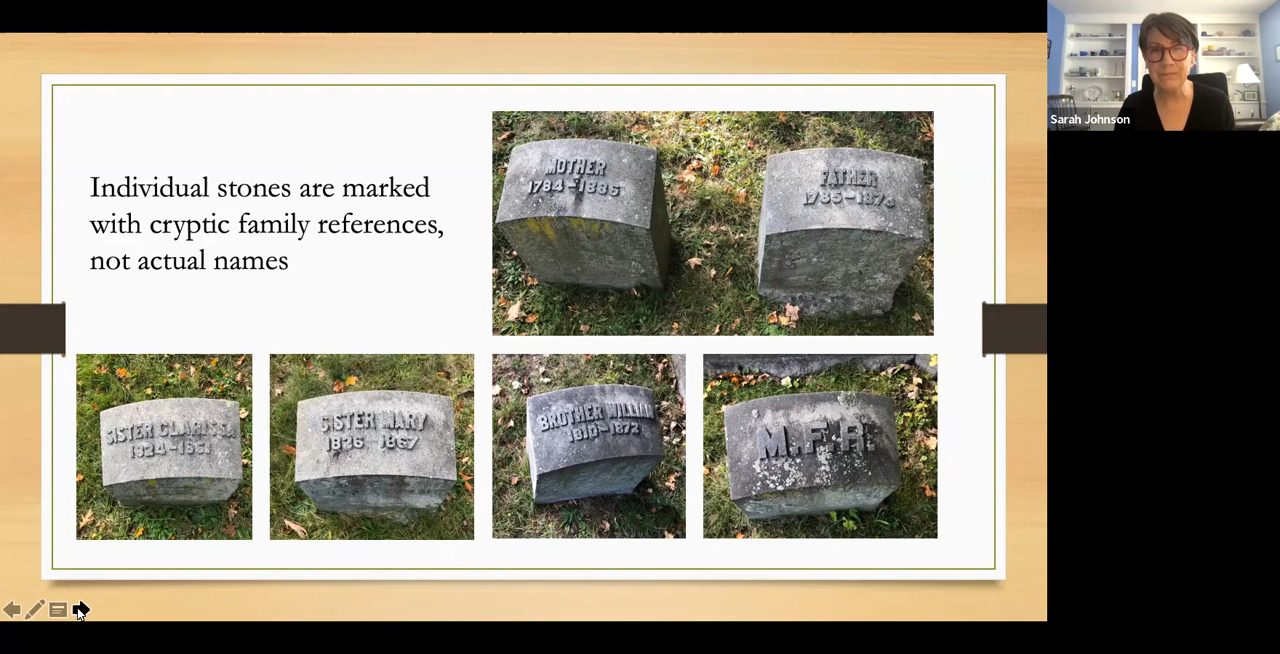 Individual stones are marked
with cryptic family references,
not actual names
MOTHER
1784-1886
FATHER
1785-1878
SISTER CLARISSA
1824-1851
SISTER MARY
1826, 1867
BROTHER WILLIAM
1810-1872
M.F.R.
Sarah Johnson